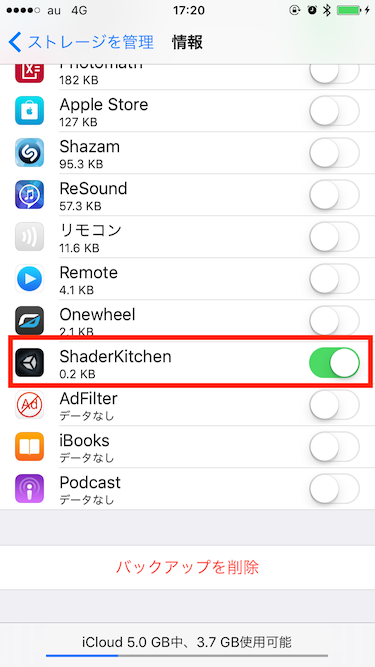 au 4G 17:20
ストレージを管理 情報
Photomath
182 KB
Apple Store
127 KB
Shazam
95.3 KB
ReSound
57.3 KB
リモコン
11.6 KB
Remote
4.1 KB
Onewheel
2.1 KB
ShaderKitchen
0.2 KB
Ad
AdFilter
データなし
iBooks
データなし
Podcast
データなし
バックアップを削除
iCloud 5.0 GB中、3.7 GB使用可能